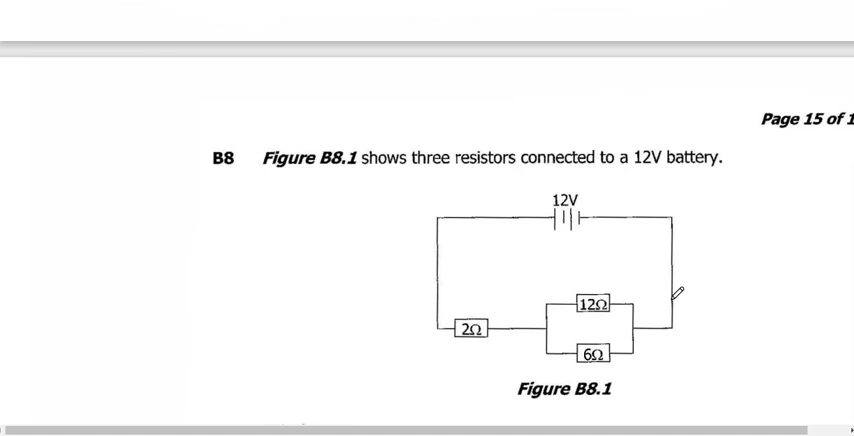 Page 15 of 1
B8 Figure B8.1 shows three resistors connected to a 12V battery.
12V
12Ω
2Ω
6Ω
Figure B8.1